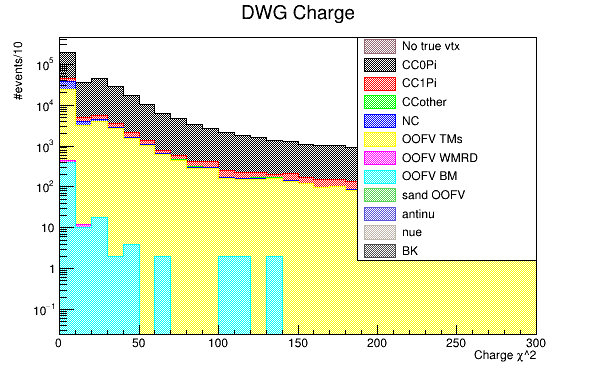 DWG Charge
#events/10
10^5
10^4
10^3
10^2
10
1
10^−1
No true vtx
CC0Pi
CC1Pi
CCother
NC
OOFV TMs
OOFV WMRD
OOFV BM
sand OOFV
antinu
nue
BK
0 50 100 150 200 250 300
Charge χ^2